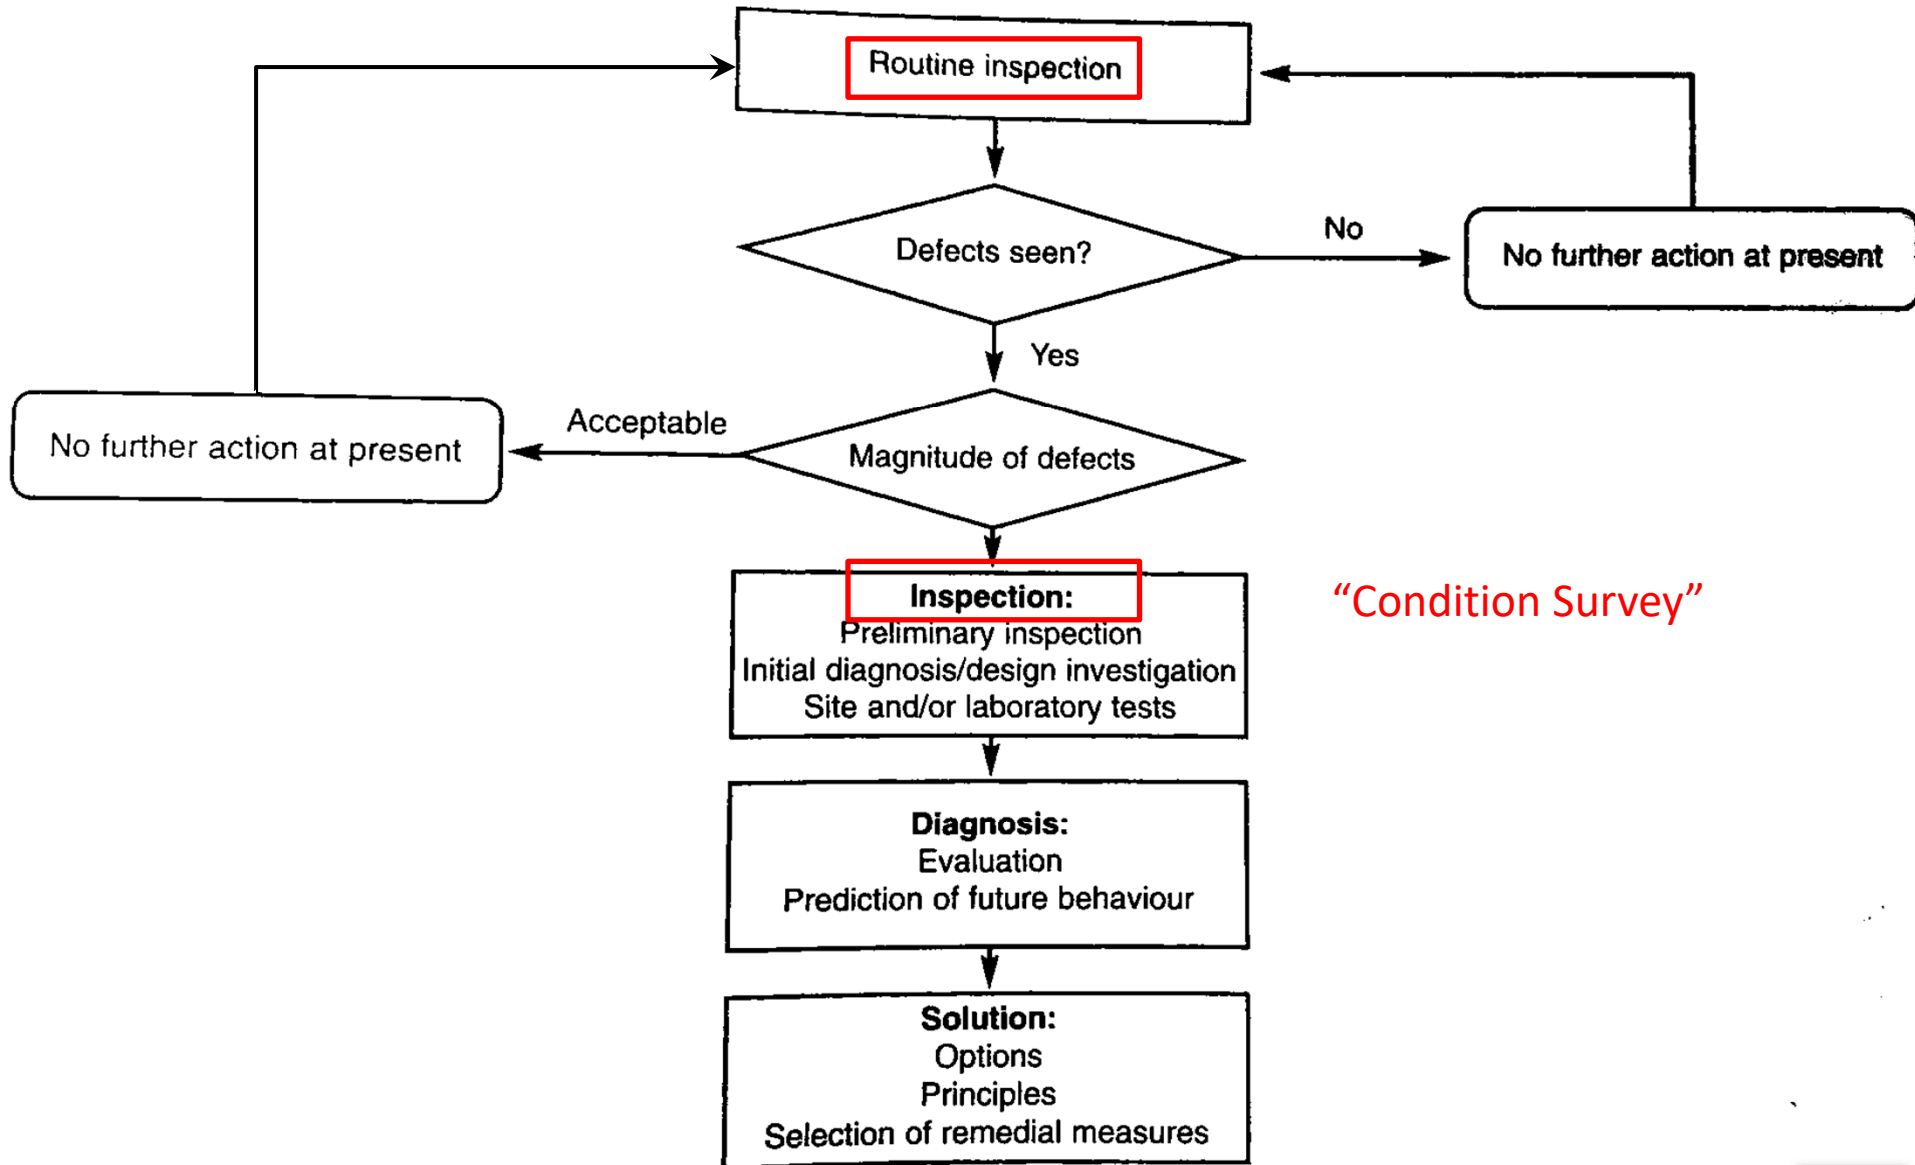 Routine inspection
Defects seen?
No
No further action at present
Yes
Acceptable
No further action at present
Magnitude of defects
Inspection:
Preliminary inspection
Initial diagnosis/design investigation
Site and/or laboratory tests
“Condition Survey”
Diagnosis:
Evaluation
Prediction of future behaviour
Solution:
Options
Principles
Selection of remedial measures